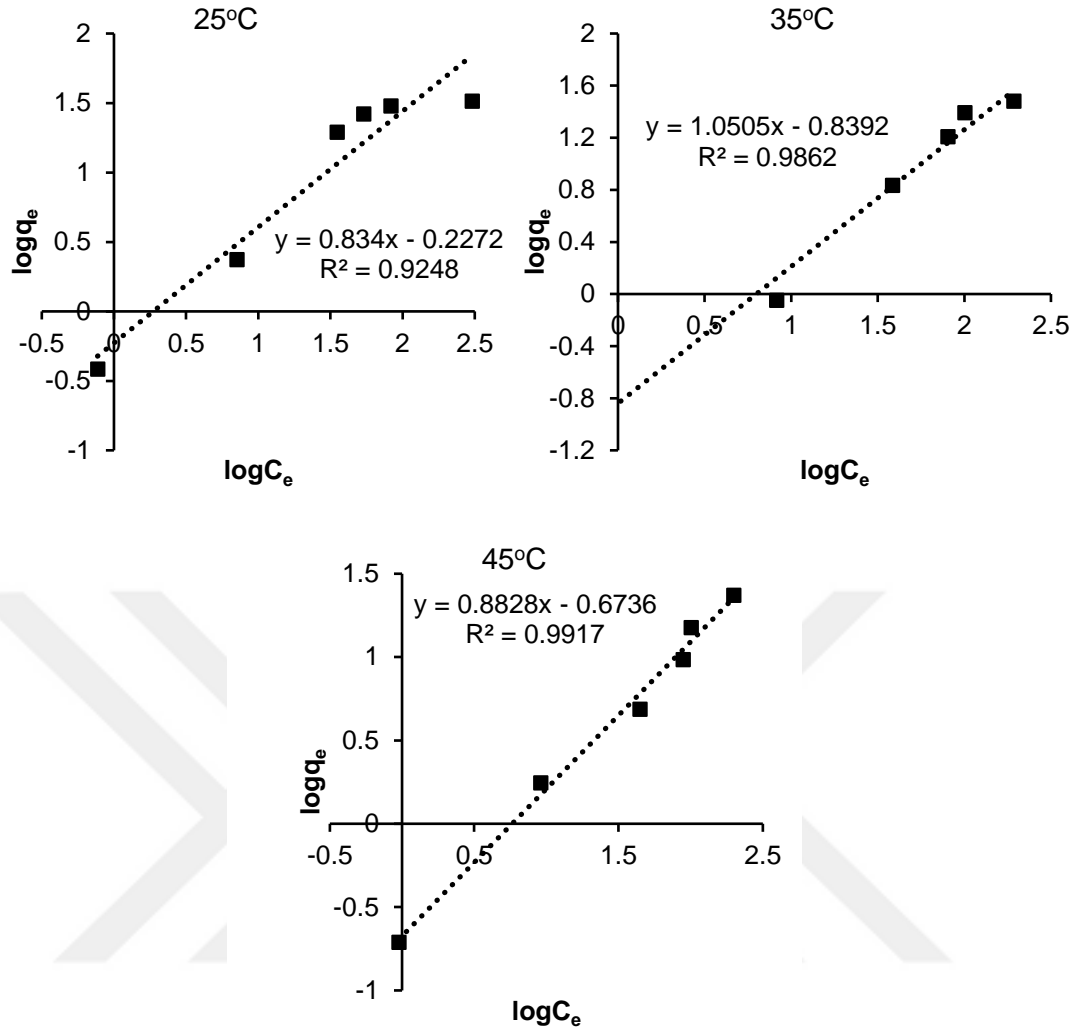 25°C
2
1.5
1
0.5
0
-0.5
-1
-0.5 0 0.5 1 1.5 2 2.5
y = 0.834x - 0.2272
R² = 0.9248
logqₑ
logCₑ
35°C
2
1.6
1.2
0.8
0.4
0
-0.4
-0.8
-1.2
0 0.5 1 1.5 2 2.5
y = 1.0505x - 0.8392
R² = 0.9862
logqₑ
logCₑ
45°C
1.5
1
0.5
0
-0.5
-1
-0.5 0.5 1.5 2.5
y = 0.8828x - 0.6736
R² = 0.9917
logqₑ
logCₑ